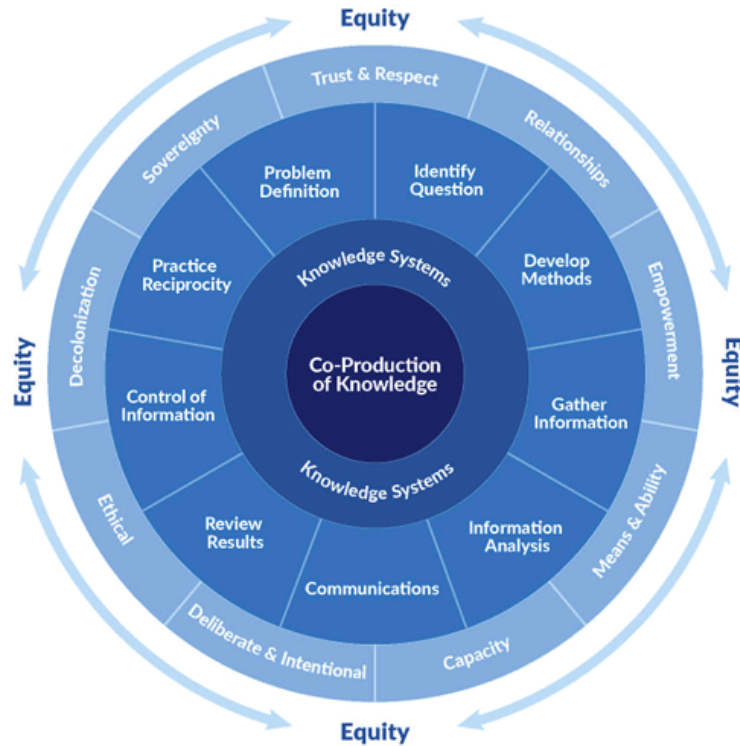 Equity
Trust & Respect
Relationships
Empowerment
Means & Ability
Capacity
Deliberate & Intentional
Ethical
Decolonization
Sovereignty
Equity
Equity
Equity
Problem
Definition
Identify
Question
Develop
Methods
Gather
Information
Information
Analysis
Communications
Review
Results
Control of
Information
Practice
Reciprocity
Knowledge Systems
Co-Production
of Knowledge
Knowledge Systems